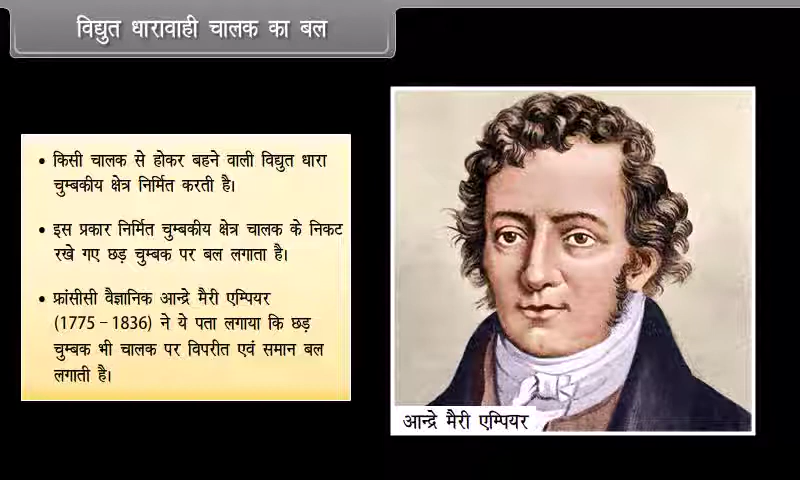 विद्युत धारावाही चालक का बल
• किसी चालक से होकर बहने वाली विद्युत धारा
चुम्बकीय क्षेत्र निर्मित करती है।
• इस प्रकार निर्मित चुम्बकीय क्षेत्र चालक के निकट
रखे गए छड़ चुम्बक पर बल लगाता है।
• फ्रांसीसी वैज्ञानिक आन्द्रे मैरी एम्पियर
(1775 – 1836) ने ये पता लगाया कि छड़
चुम्बक भी चालक पर विपरीत एवं समान बल
लगाती है।
आन्द्रे मैरी एम्पियर